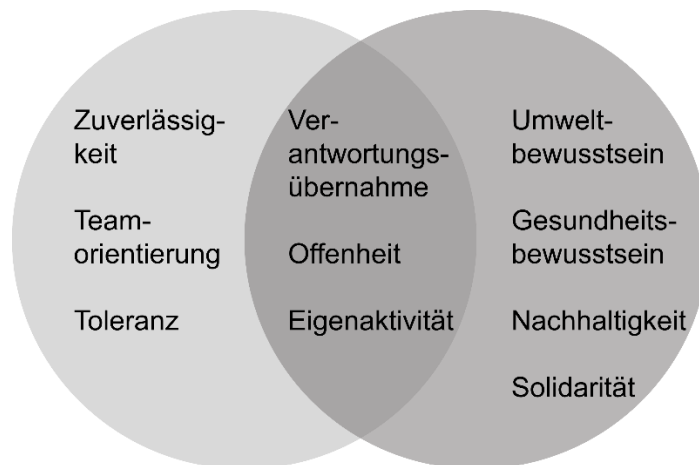 Zuverlässig-
keit
Team-
orientierung
Toleranz
Ver-
antwortungs-
übernahme
Offenheit
Eigenaktivität
Umwelt-
bewusstsein
Gesundheits-
bewusstsein
Nachhaltigkeit
Solidarität